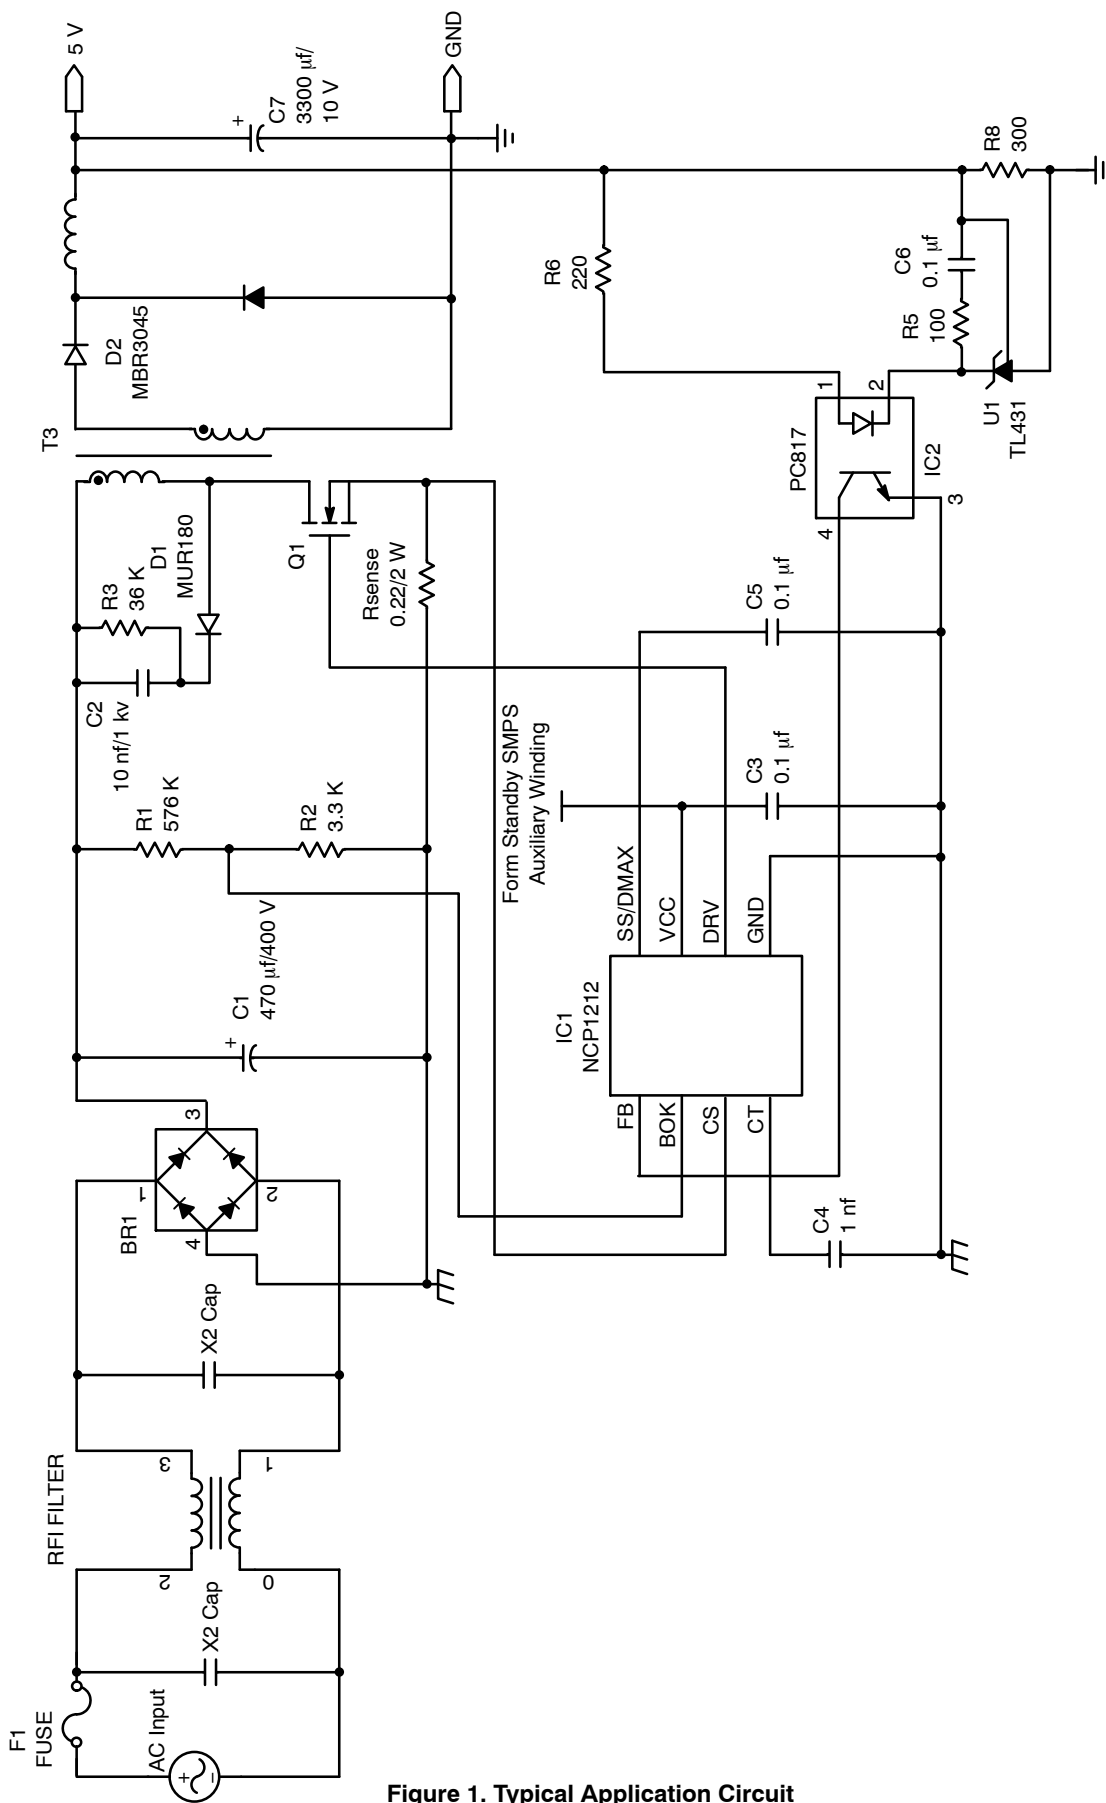 F1
FUSE
AC Input
+
−
X2 Cap
RFI FILTER
2
3
0
1
X2 Cap
BR1
1
2
3
4
C1
470 μf/400 V
+
R1
576 K
R2
3.3 K
C2
10 nf/1 kv
R3
36 K
D1
MUR180
T3
Q1
Rsense
0.22/2 W
D2
MBR3045
+
C7
3300 μf/
10 V
5 V
GND
Form Standby SMPS
Auxiliary Winding
IC1
NCP1212
FB
BOK
CS
CT
SS/DMAX
VCC
DRV
GND
C4
1 nf
C3
0.1 μf
C5
0.1 μf
PC817
IC2
1
2
3
4
R6
220
R5
100
C6
0.1 μf
U1
TL431
R8
300
Figure 1. Typical Application Circuit